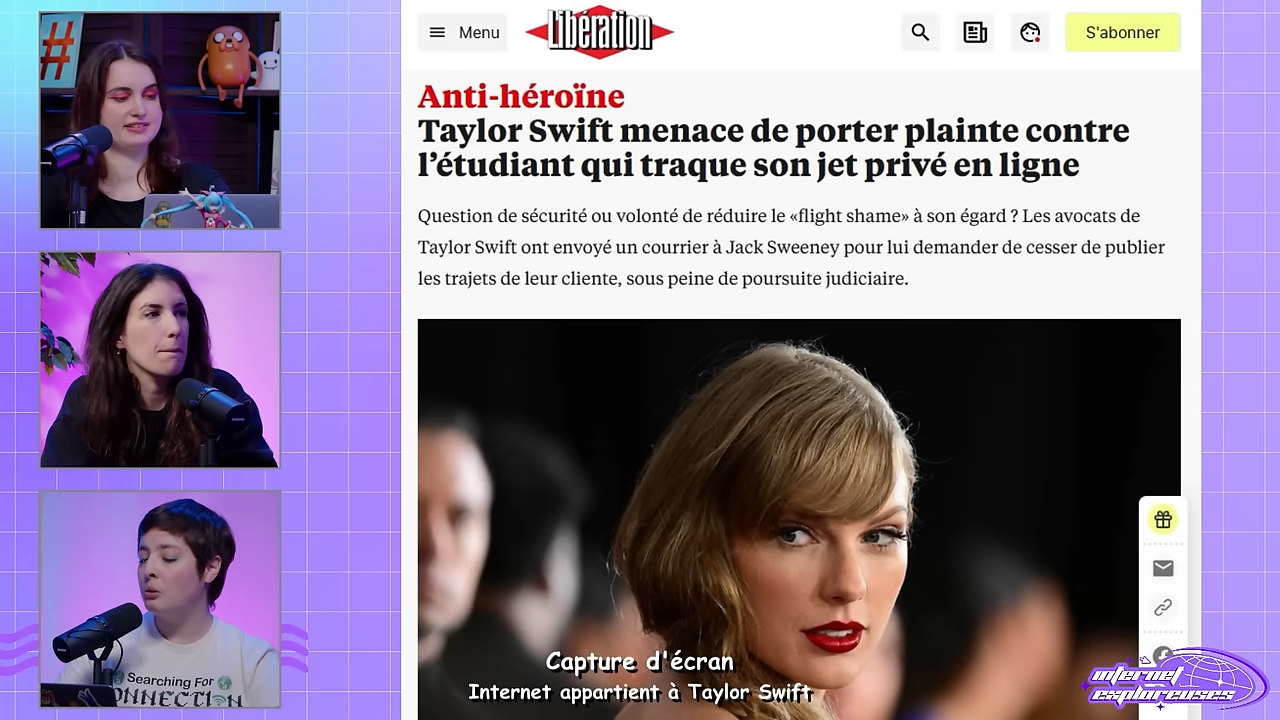 #
Menu
Libération
S'abonner
Anti-héroïne
Taylor Swift menace de porter plainte contre
l’étudiant qui traque son jet privé en ligne
Question de sécurité ou volonté de réduire le «flight shame» à son égard ? Les avocats de
Taylor Swift ont envoyé un courrier à Jack Sweeney pour lui demander de cesser de publier
les trajets de leur cliente, sous peine de poursuite judiciaire.
Searching For
Capture d'écran
Internet appartient à Taylor Swift
internet
exploreuses